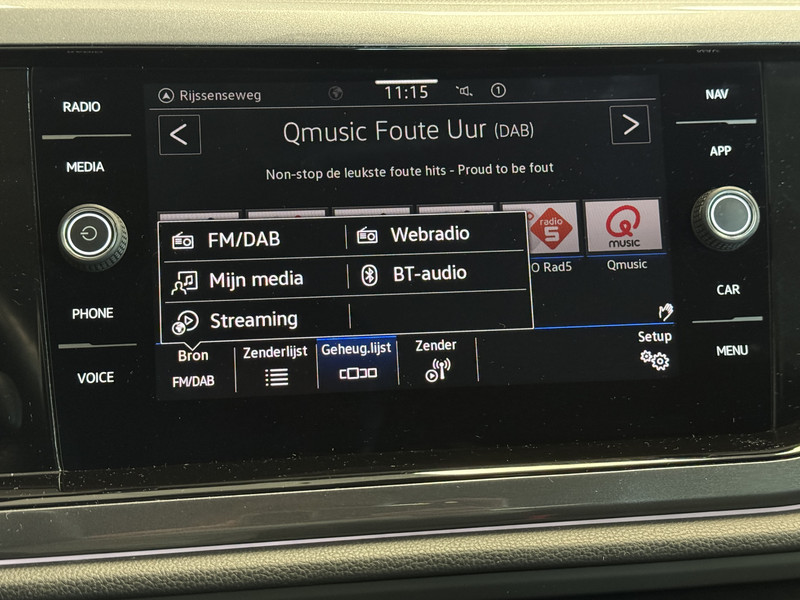 RADIO
MEDIA
PHONE
VOICE
Rijssenseweg
11:15
1
Qmusic Foute Uur (DAB)
Non-stop de leukste foute hits - Proud to be fout
radio
5
Q
MUSIC
O Rad5
Qmusic
FM/DAB
Webradio
Mijn media
BT-audio
Streaming
Bron
FM/DAB
Zenderlijst
Geheug.lijst
Zender
Setup
NAV
APP
CAR
MENU